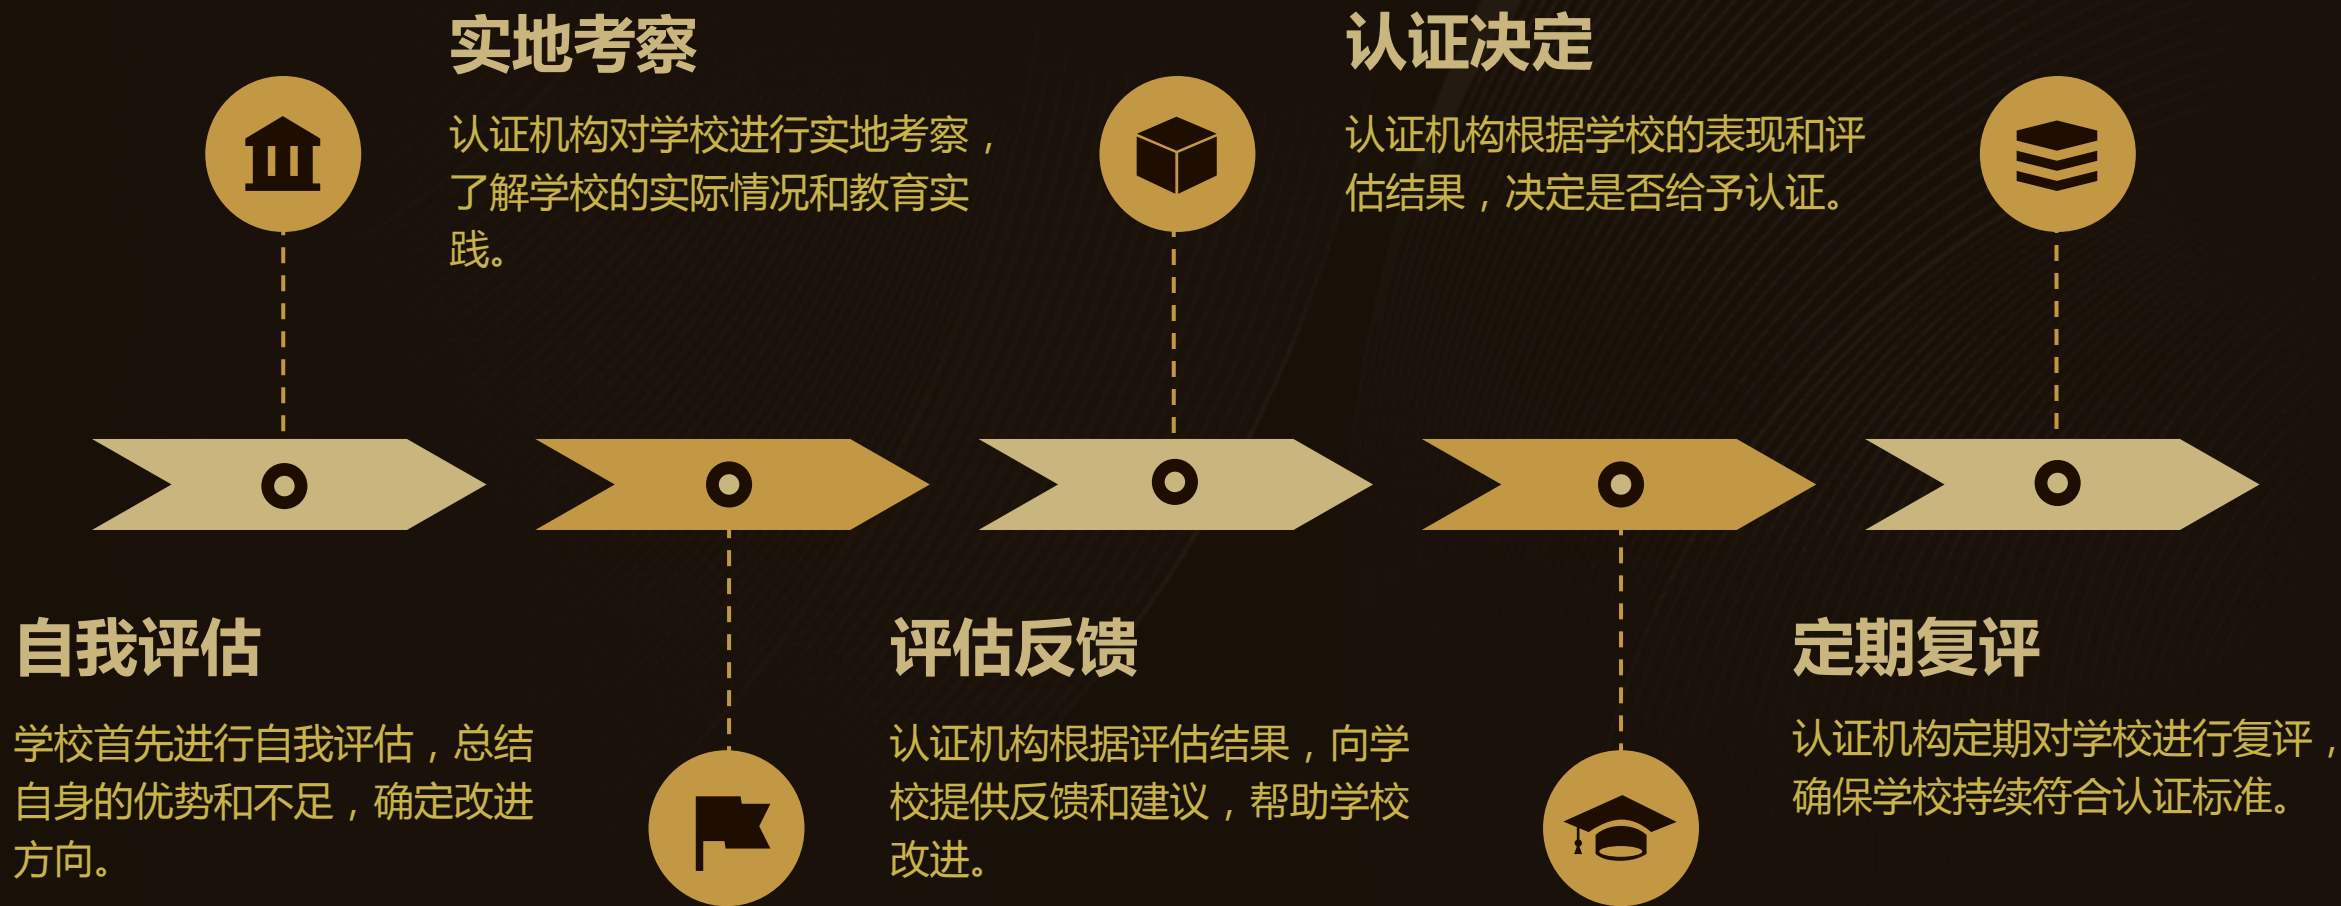 实地考察
认证机构对学校进行实地考察，
了解学校的实际情况和教育实
践。
认证决定
认证机构根据学校的表现和评
估结果，决定是否给予认证。
自我评估
学校首先进行自我评估，总结
自身的优势和不足，确定改进
方向。
评估反馈
认证机构根据评估结果，向学
校提供反馈和建议，帮助学校
改进。
定期复评
认证机构定期对学校进行复评，
确保学校持续符合认证标准。